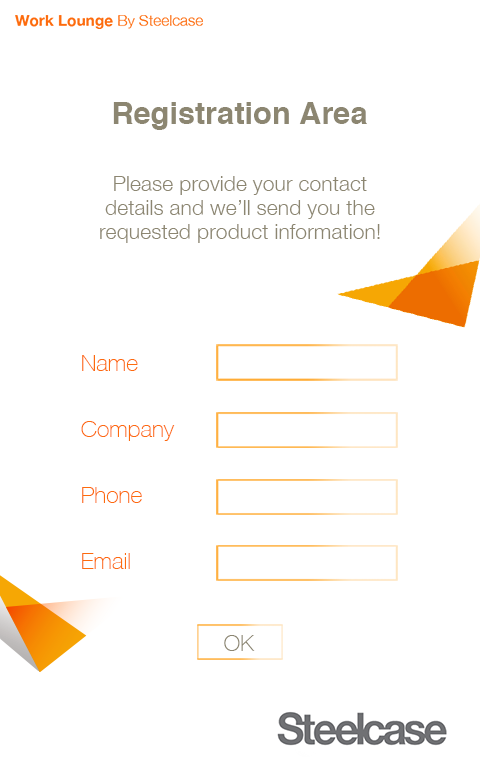 Work Lounge By Steelcase
Registration Area
Please provide your contact
details and we’ll send you the
requested product information!
Name
Company
Phone
Email
OK
Steelcase